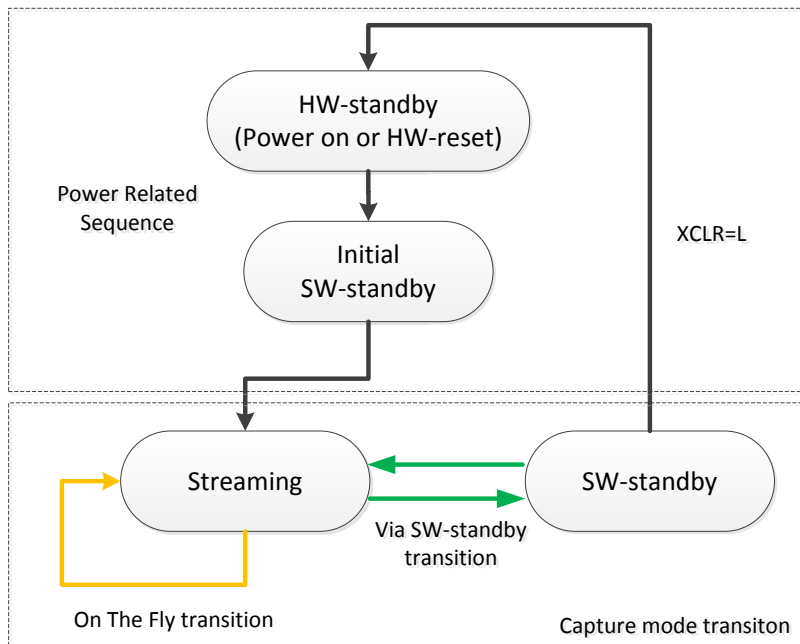 HW-standby
(Power on or HW-reset)
Power Related
Sequence
Initial
SW-standby
XCLR=L
Streaming
SW-standby
Via SW-standby
transition
On The Fly transition
Capture mode transiton